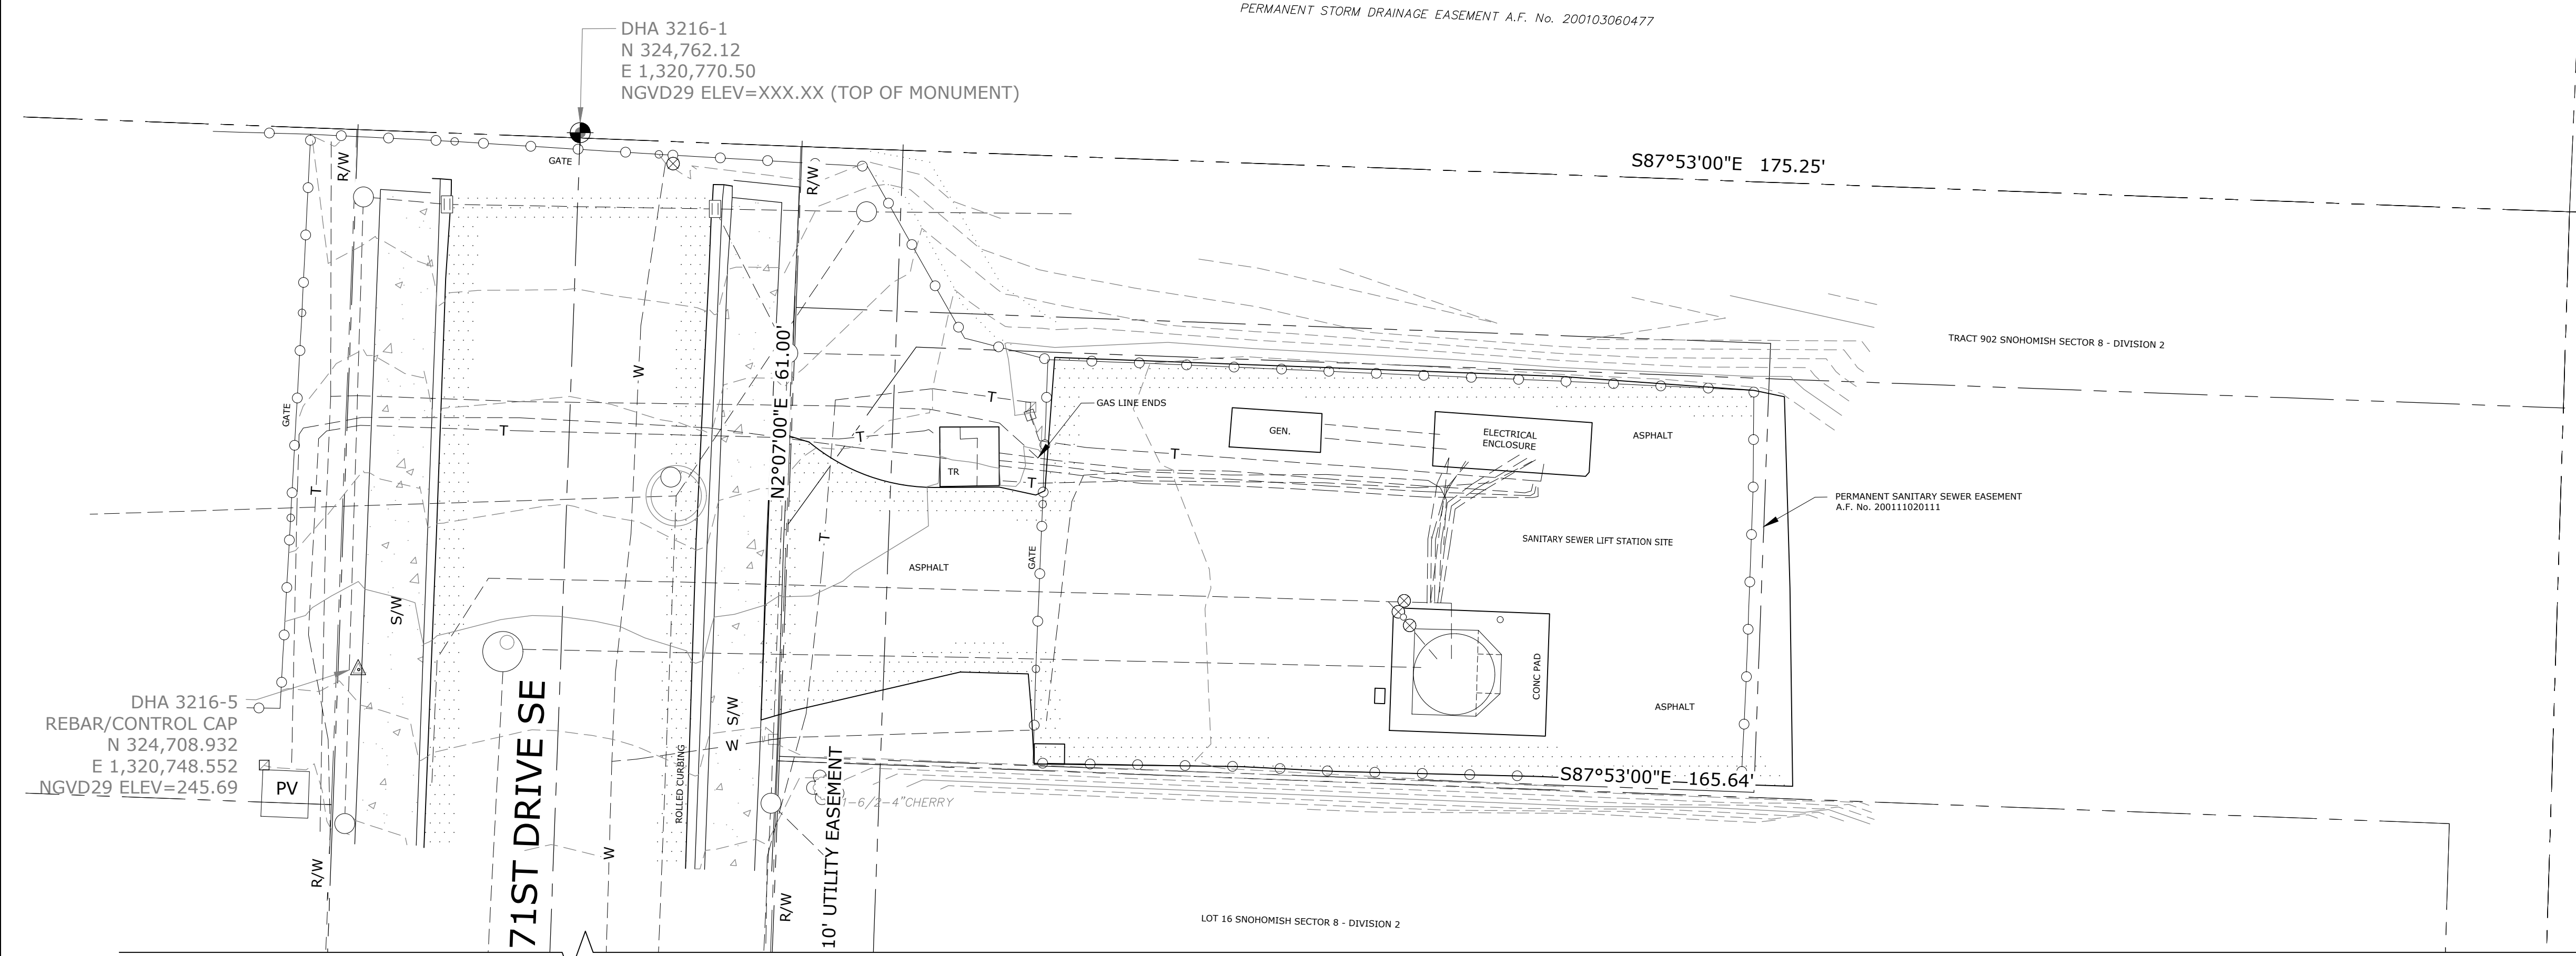 PERMANENT STORM DRAINAGE EASEMENT A.F. No. 200103060477
DHA 3216-1
N 324,762.12
E 1,320,770.50
NGVD29 ELEV=XXX.XX (TOP OF MONUMENT)
R/W
GATE
R/W
S87°53'00"E 175.25'
TRACT 902 SNOHOMISH SECTOR 8 - DIVISION 2
W
N2°07'00"E 61.00'
GATE
T
T
T
T
T
T
T
GAS LINE ENDS
TR
GEN.
ELECTRICAL
ENCLOSURE
ASPHALT
PERMANENT SANITARY SEWER EASEMENT
A.F. No. 200111020111
SANITARY SEWER LIFT STATION SITE
ASPHALT
GATE
S/W
S/W
W
CONC PAD
ASPHALT
DHA 3216-5
REBAR/CONTROL CAP
N 324,708.932
E 1,320,748.552
NGVD29 ELEV=245.69
PV
71ST DRIVE SE
ROLLED CURBING
10' UTILITY EASEMENT
1-6/2-4"CHERRY
S87°53'00"E 165.64'
W
R/W
R/W
LOT 16 SNOHOMISH SECTOR 8 - DIVISION 2